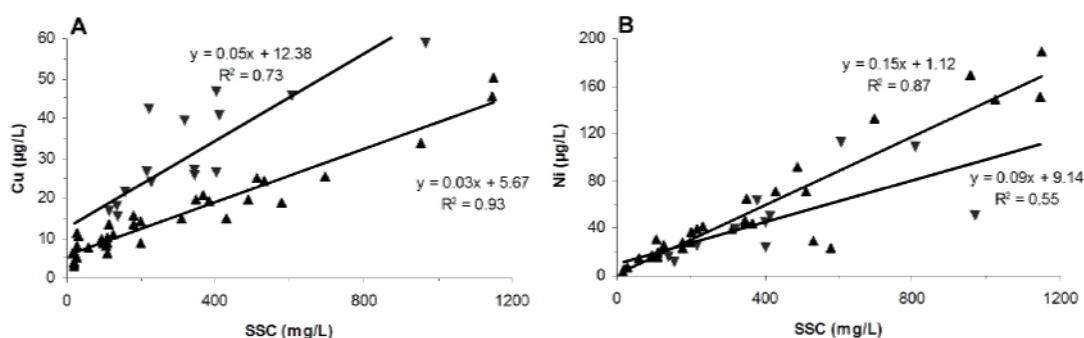 A
60
50
40
30
20
10
0
Cu (µg/L)
y = 0.05x + 12.38
R² = 0.73
y = 0.03x + 5.67
R² = 0.93
0 400 800 1200
SSC (mg/L)
B
200
160
120
80
40
0
Ni (µg/L)
y = 0.15x + 1.12
R² = 0.87
y = 0.09x + 9.14
R² = 0.55
0 400 800 1200
SSC (mg/L)